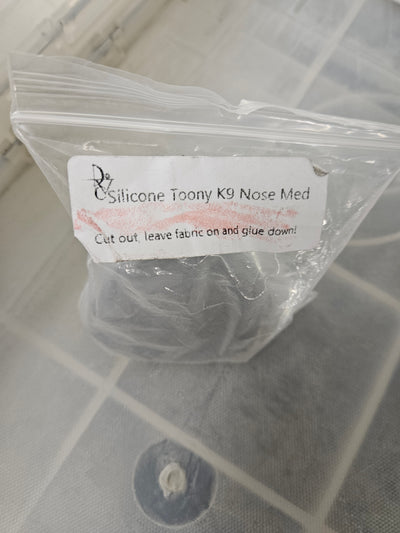 Silicone Toony K9 Nose Med
Cut out, leave fabric on and glue down!